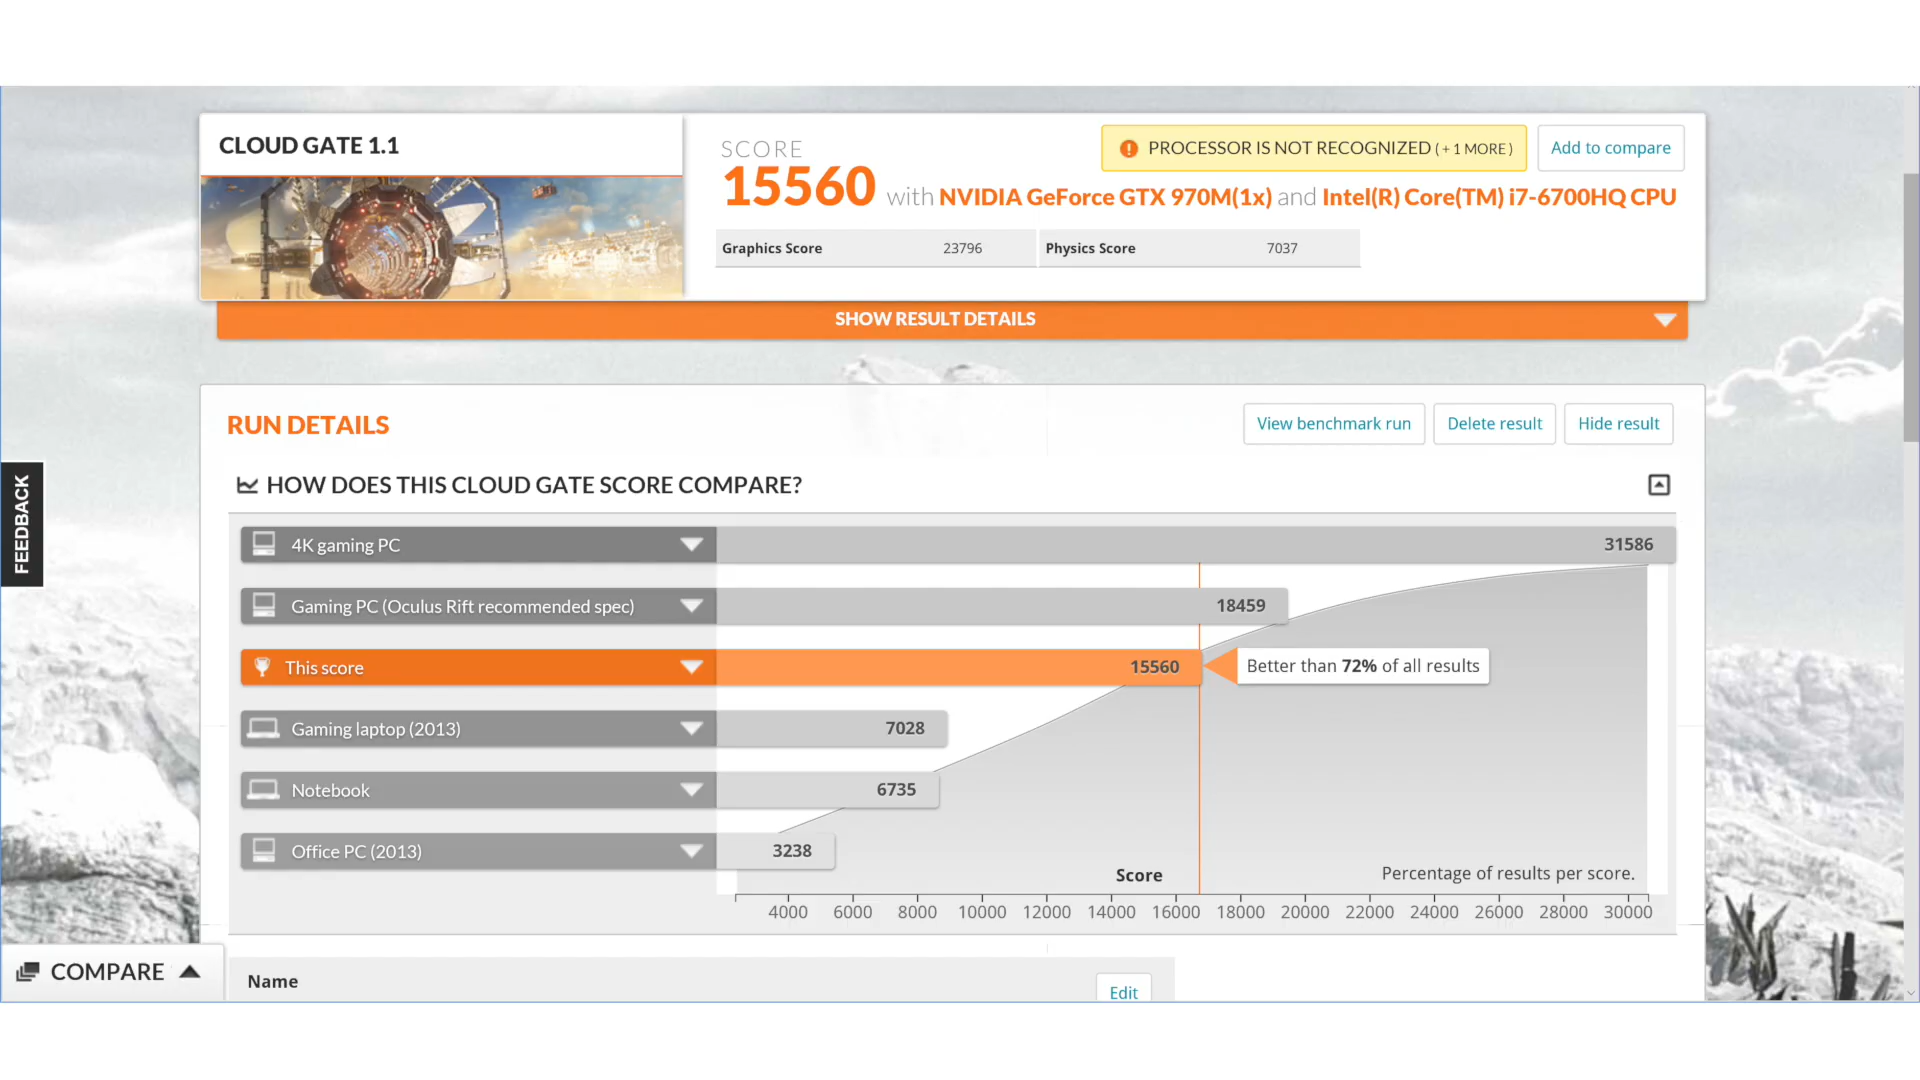 CLOUD GATE 1.1
SCORE
PROCESSOR IS NOT RECOGNIZED ( + 1 MORE )
Add to compare
15560 with NVIDIA GeForce GTX 970M(1x) and Intel(R) Core(TM) i7-6700HQ CPU
Graphics Score 23796 Physics Score 7037
SHOW RESULT DETAILS
RUN DETAILS
View benchmark run
Delete result
Hide result
FEEDBACK
HOW DOES THIS CLOUD GATE SCORE COMPARE?
4K gaming PC 31586
Gaming PC (Oculus Rift recommended spec) 18459
This score 15560
Better than 72% of all results
Gaming laptop (2013) 7028
Notebook 6735
Office PC (2013) 3238
Score
Percentage of results per score.
4000 6000 8000 10000 12000 14000 16000 18000 20000 22000 24000 26000 28000 30000
COMPARE
Name
Edit